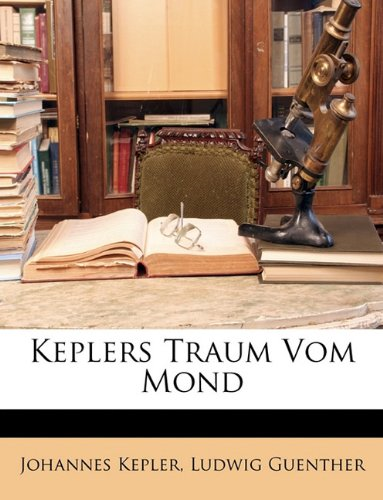 Keplers Traum Vom
Mond
Johannes Kepler, Ludwig Guenther